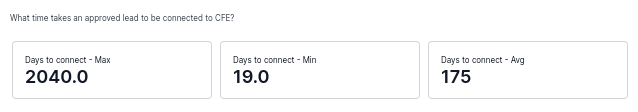 What time takes an approved lead to be connected to CFE?
Days to connect - Max
2040.0
Days to connect - Min
19.0
Days to connect - Avg
175